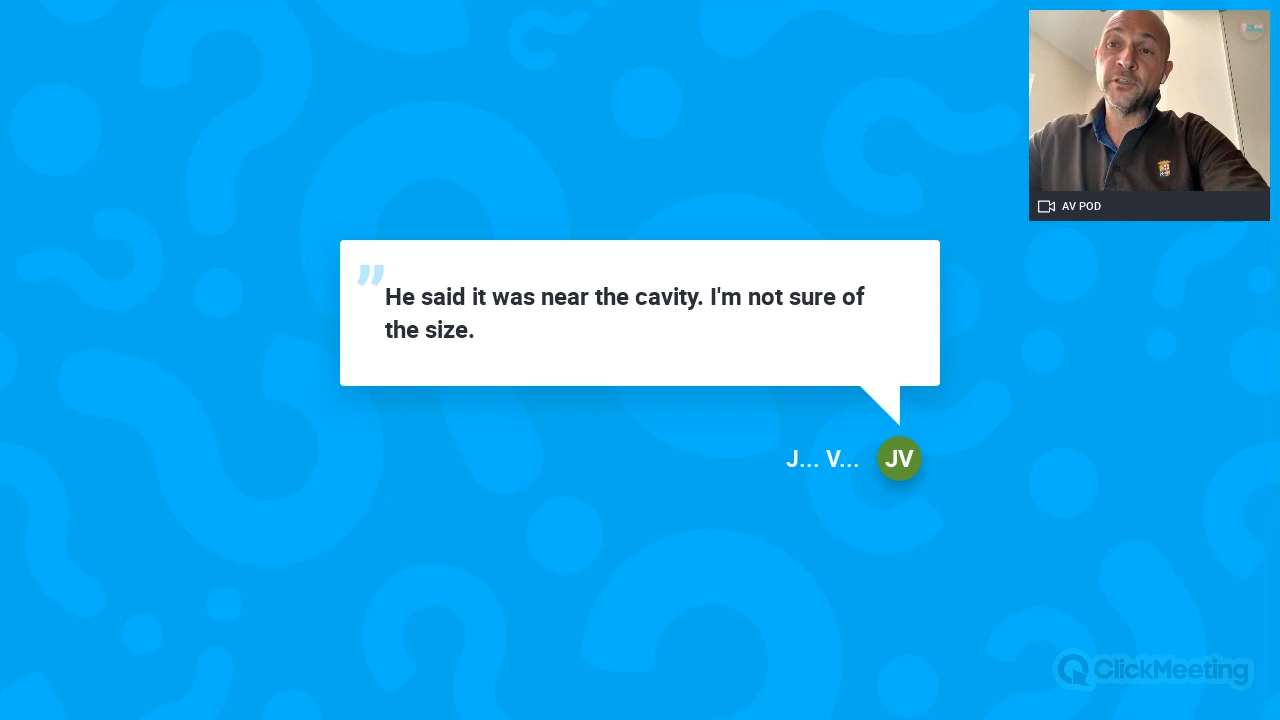 AV POD
He said it was near the cavity. I'm not sure of
the size.
J... V...
JV
ClickMeeting